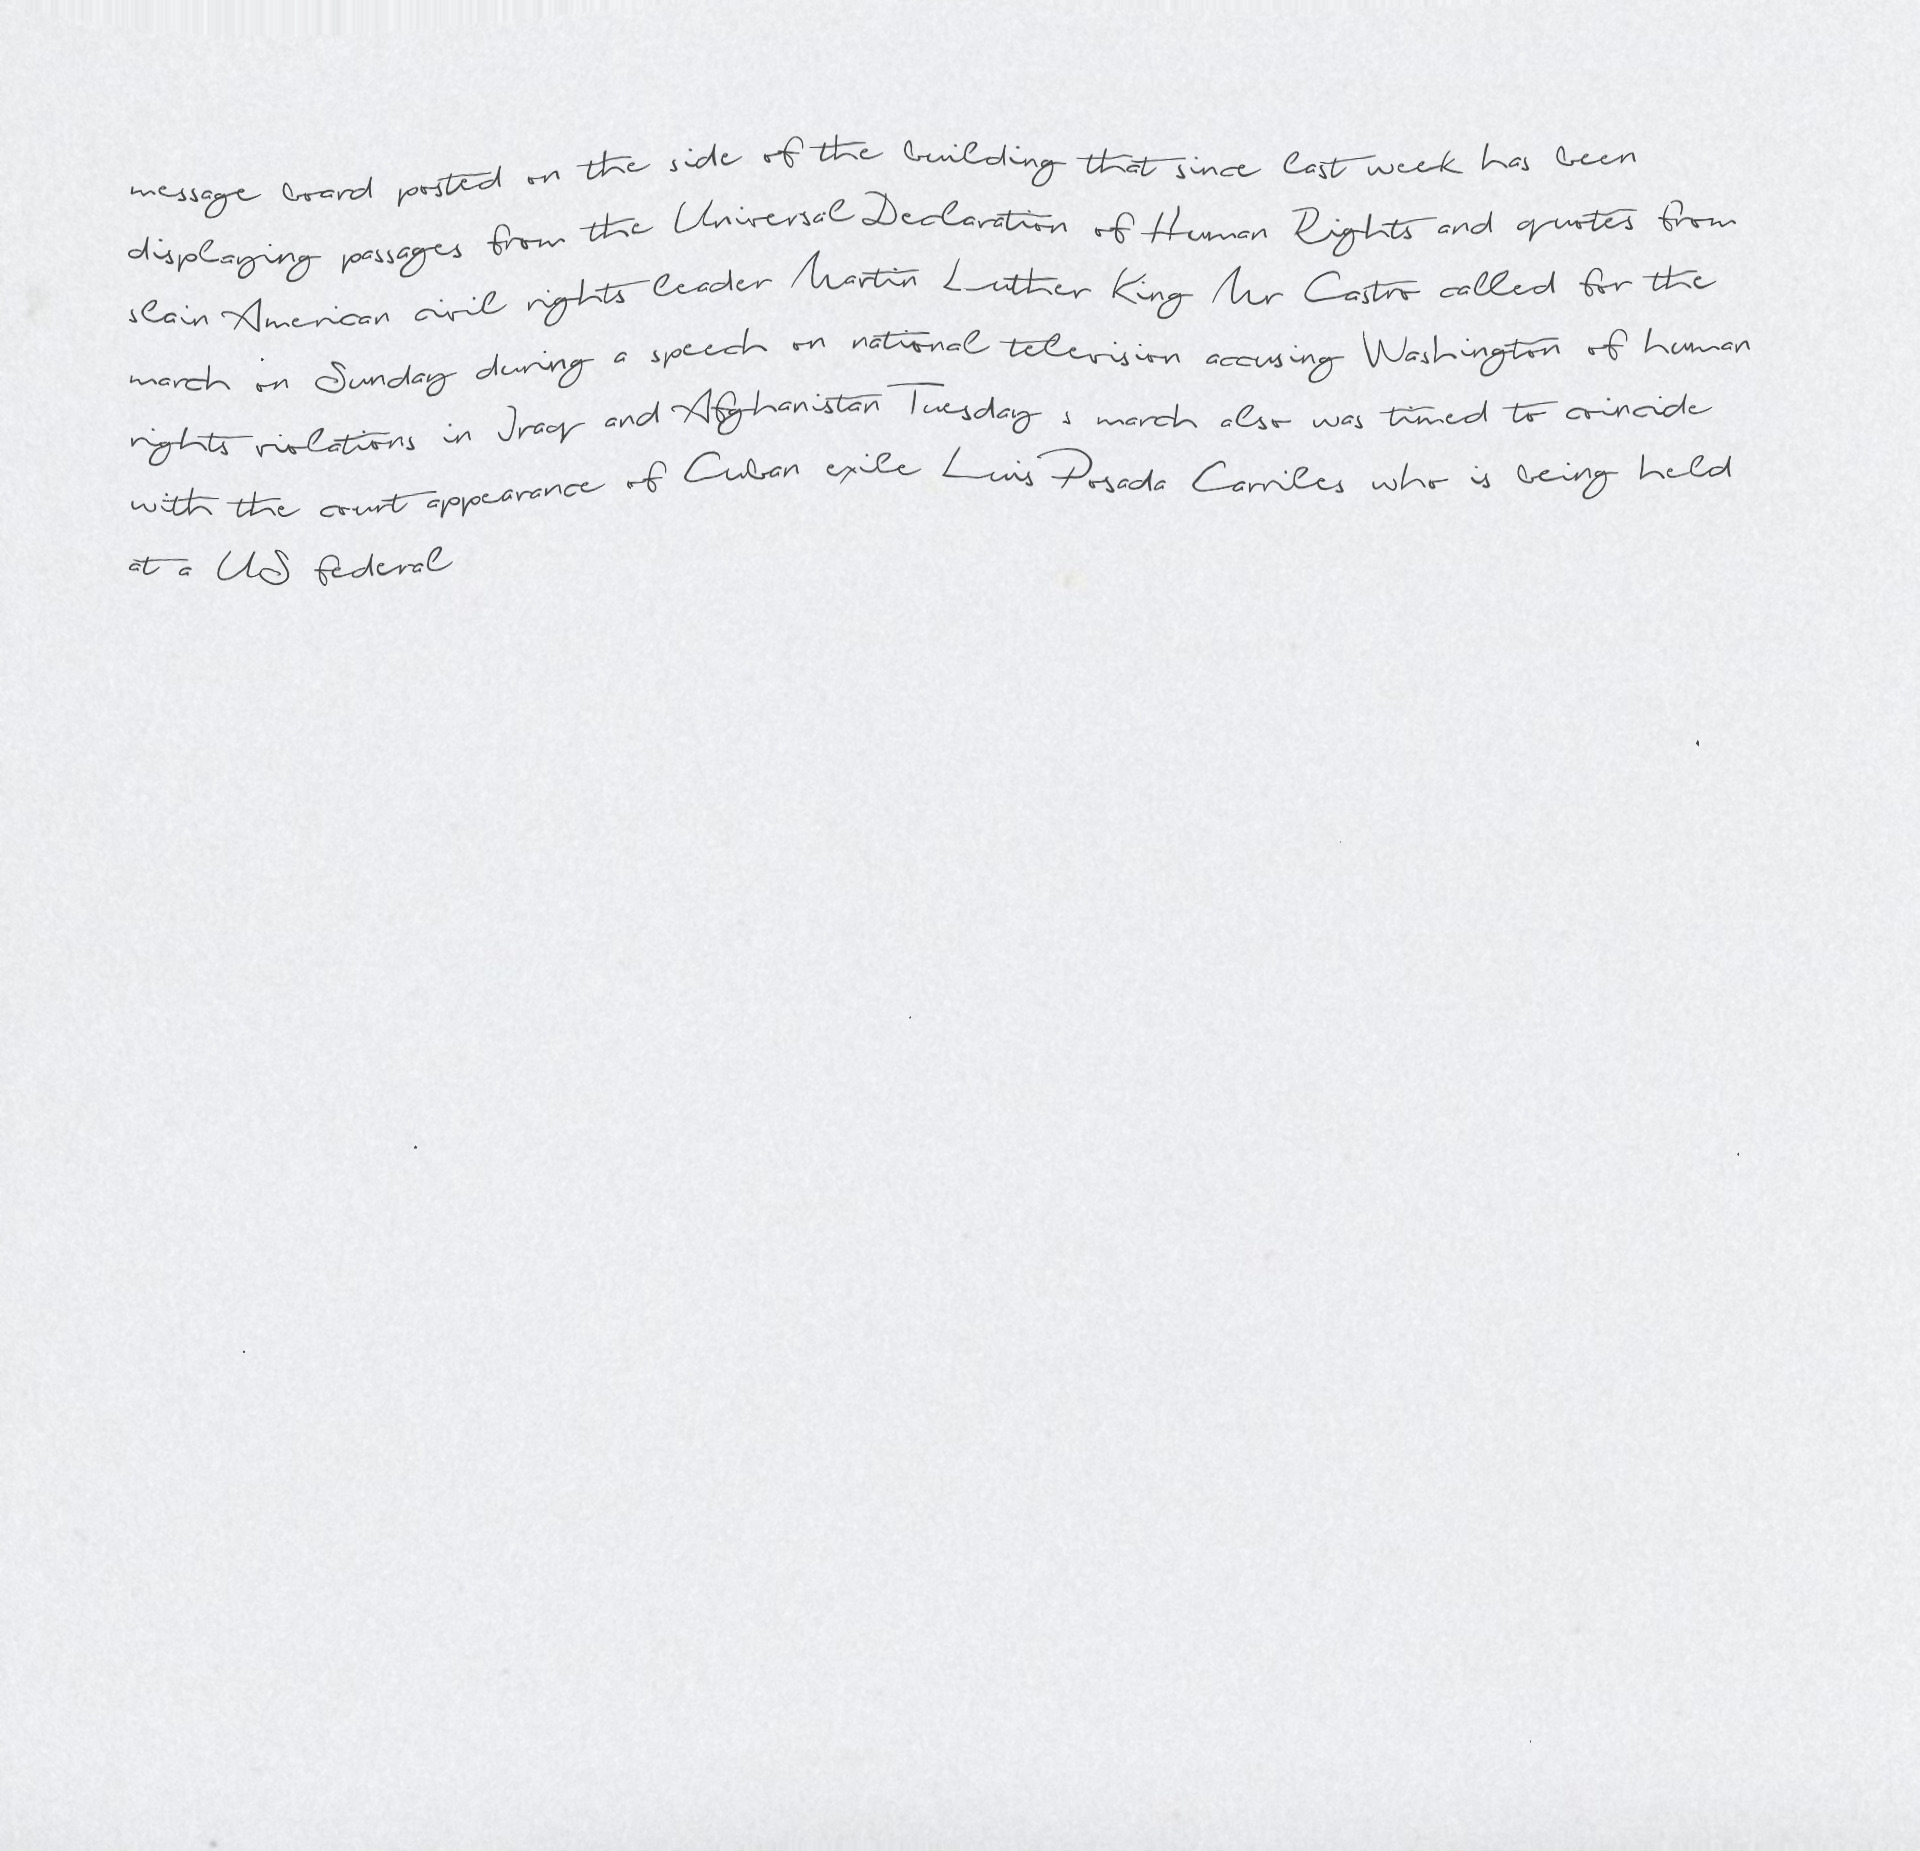 message board posted on the side of the building that since last week has been
displaying passages from the Universal Declaration of Human Rights and quotes from
slain American civil rights leader Martin Luther King Mr Castro called for the
march on Sunday during a speech on national television accusing Washington of human
rights violations in Iraq and Afghanistan Tuesday s march also was timed to coincide
with the court appearance of Cuban exile Luis Posada Carriles who is being held
at a US federal